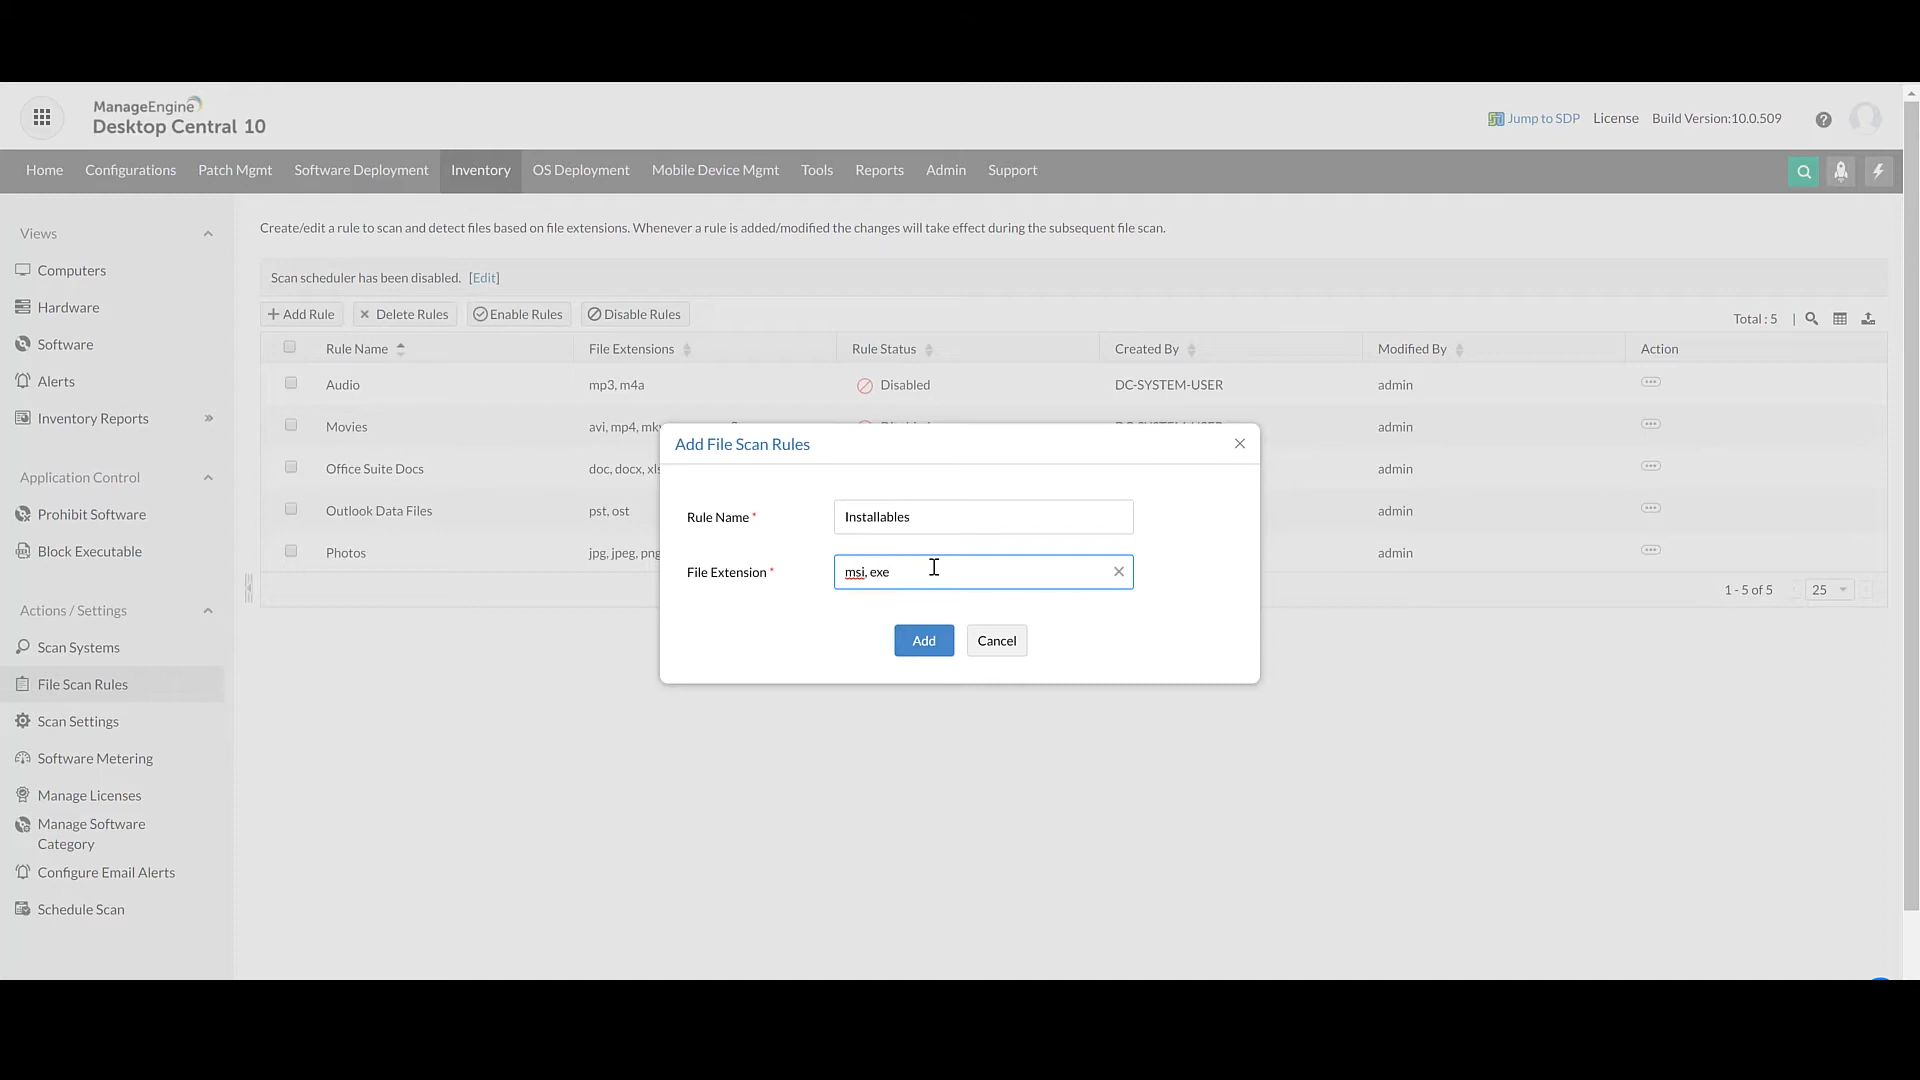 ManageEngine
Desktop Central 10
Jump to SDP License Build Version:10.0.509
Home Configurations Patch Mgmt Software Deployment Inventory OS Deployment Mobile Device Mgmt Tools Reports Admin Support
Views
Computers
Hardware
Software
Alerts
Inventory Reports
Application Control
Prohibit Software
Block Executable
Actions / Settings
Scan Systems
File Scan Rules
Scan Settings
Software Metering
Manage Licenses
Manage Software
Category
Configure Email Alerts
Schedule Scan
Create/edit a rule to scan and detect files based on file extensions. Whenever a rule is added/modified the changes will take effect during the subsequent file scan.
Scan scheduler has been disabled. [Edit]
+ Add Rule Delete Rules Enable Rules Disable Rules
Total : 5 |
Rule Name File Extensions Rule Status Created By Modified By Action
Audio mp3, m4a Disabled DC-SYSTEM-USER admin
Movies avi, mp4, admin
Office Suite Docs doc, docx, admin
Outlook Data Files pst, ost admin
Photos jpg, jpeg, png admin
1 - 5 of 5 25
Add File Scan Rules
Rule Name * Installables
File Extension * msi, exe
Add Cancel